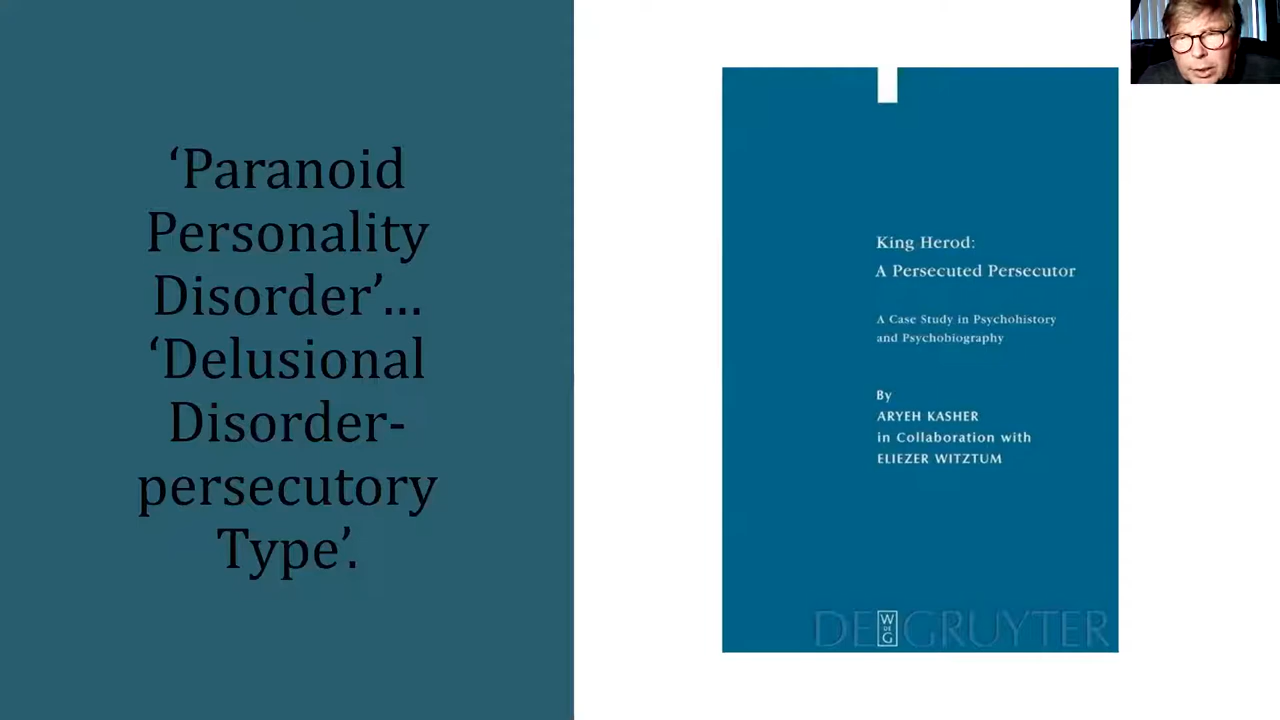 ‘Paranoid
Personality
Disorder’...
‘Delusional
Disorder-
persecutory
Type’.
King Herod:
A Persecuted Persecutor
A Case Study in Psychohistory
and Psychobiography
By
ARYEH KASHER
in Collaboration with
ELIEZER WITZTUM
DE GRUYTER
W
DE
G